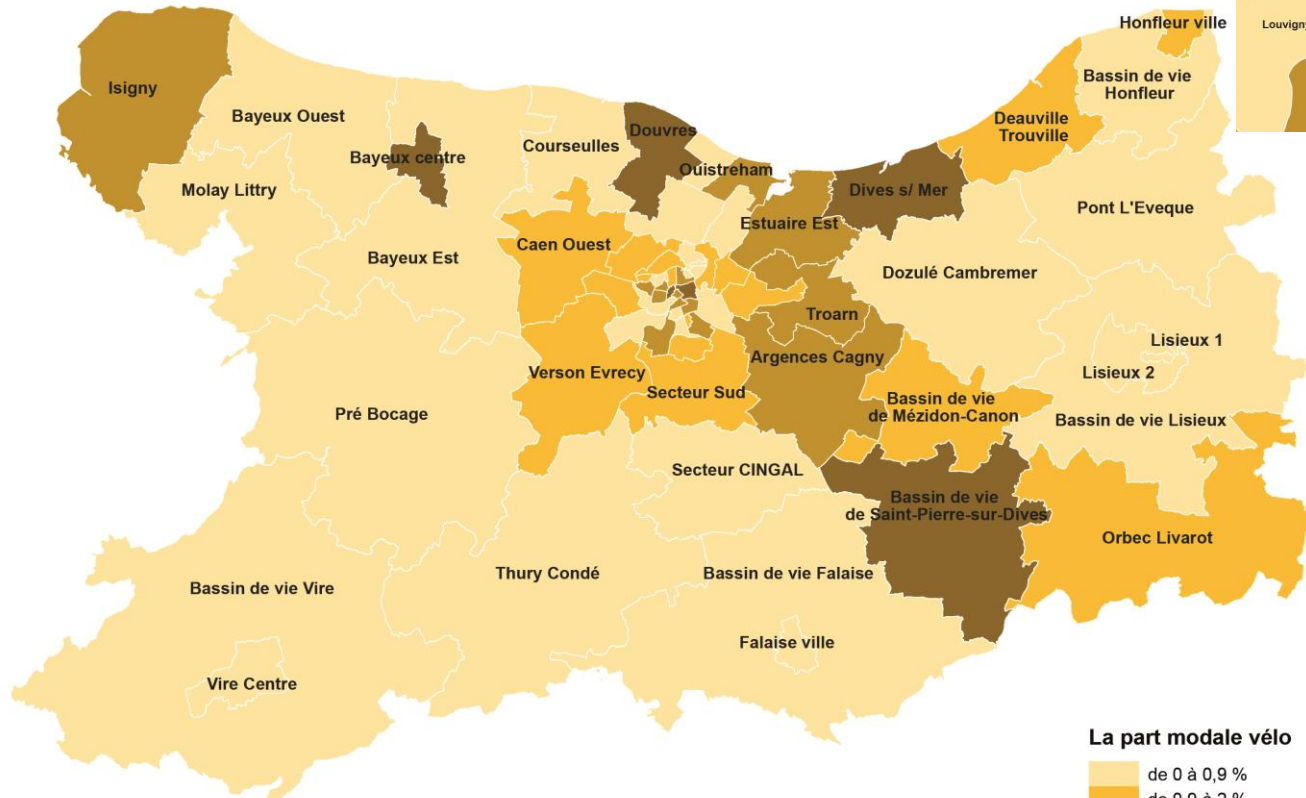 Honfleur ville
Louvigny
Isigny
Bassin de vie
Honfleur
Bayeux Ouest
Deauville
Trouville
Douvres
Courseulles
Bayeux centre
Ouistreham
Molay Littry
Dives s/ Mer
Pont L'Eveque
Estuaire Est
Caen Ouest
Bayeux Est
Dozulé Cambremer
Troarn
Lisieux 1
Argences Cagny
Lisieux 2
Verson Evrecy
Secteur Sud
Bassin de vie
de Mézidon-Canon
Pré Bocage
Bassin de vie Lisieux
Secteur CINGAL
Bassin de vie
de Saint-Pierre-sur-Dives
Orbec Livarot
Thury Condé
Bassin de vie Falaise
Bassin de vie Vire
Falaise ville
Vire Centre
La part modale vélo
de 0 à 0,9 %
de 0,9 à 2 %